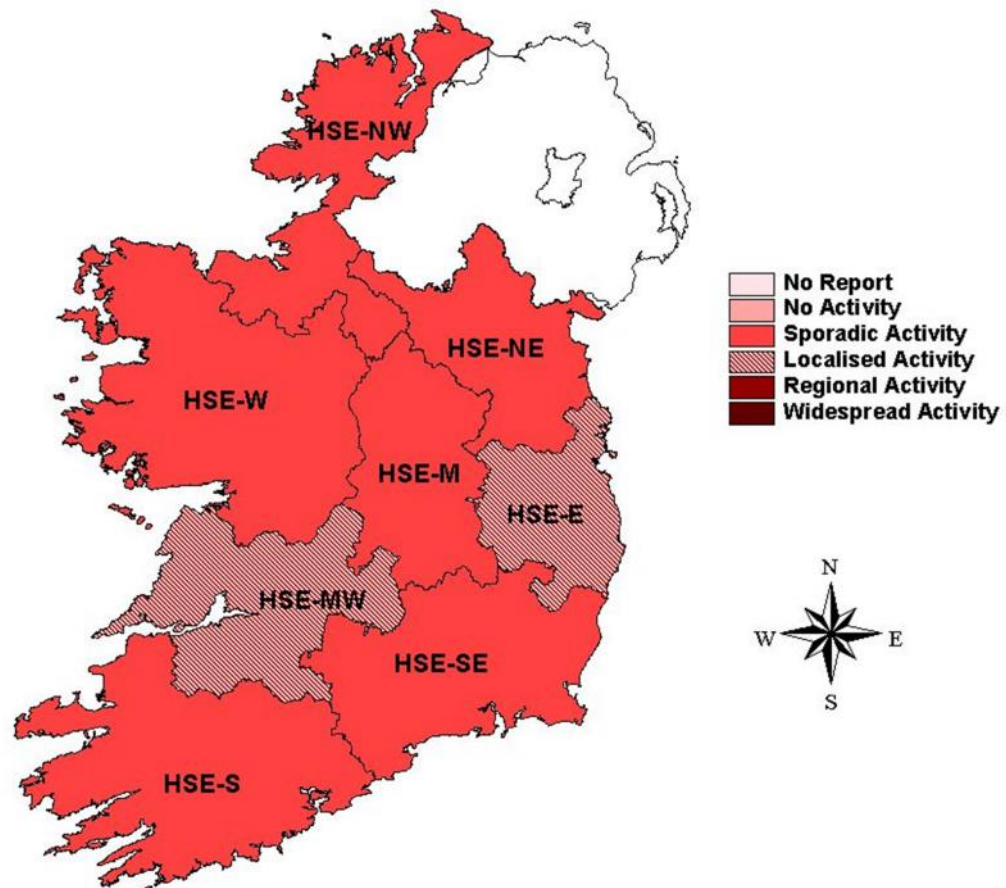 HSE-NW
No Report
No Activity
Sporadic Activity
Localised Activity
Regional Activity
Widespread Activity
HSE-NE
HSE-W
HSE-M
HSE-E
HSE-MW
HSE-SE
HSE-S
N
W E
S